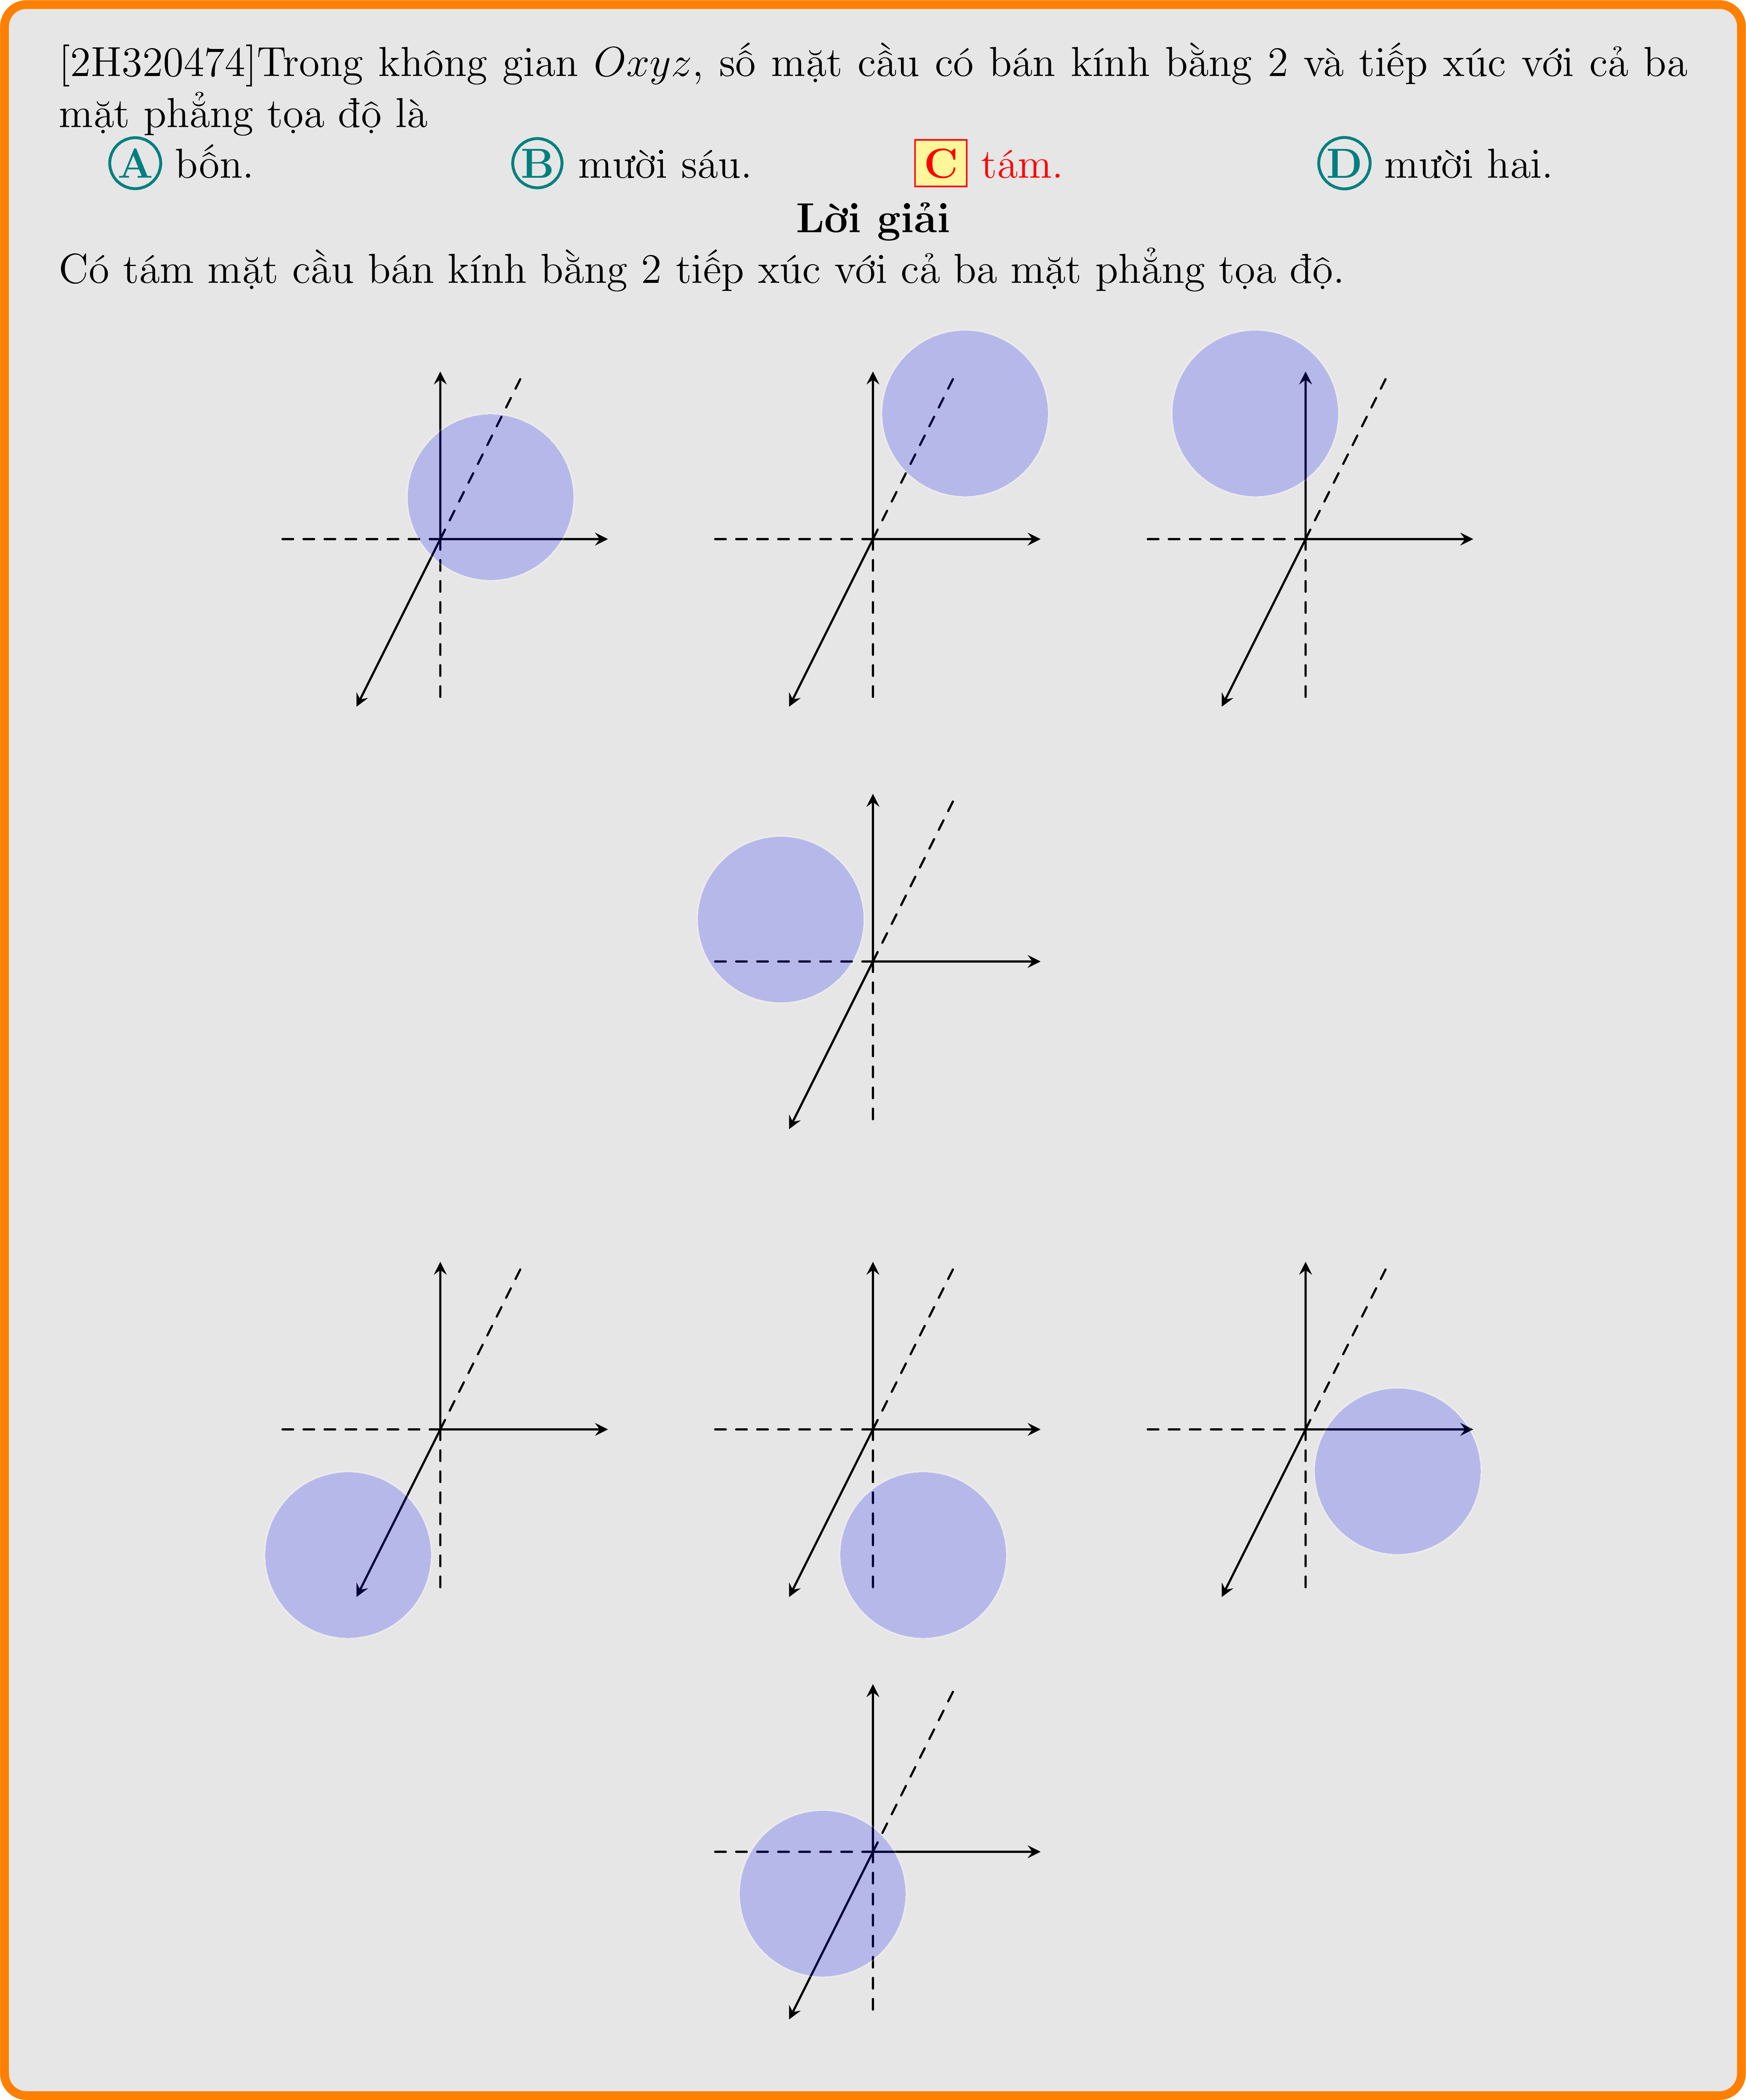 [2H320474]Trong không gian Oxyz, số mặt cầu có bán kính bằng 2 và tiếp xúc với cả ba
mặt phẳng tọa độ là
A bốn. B mười sáu. C tám. D mười hai.
Lời giải
Có tám mặt cầu bán kính bằng 2 tiếp xúc với cả ba mặt phẳng tọa độ.